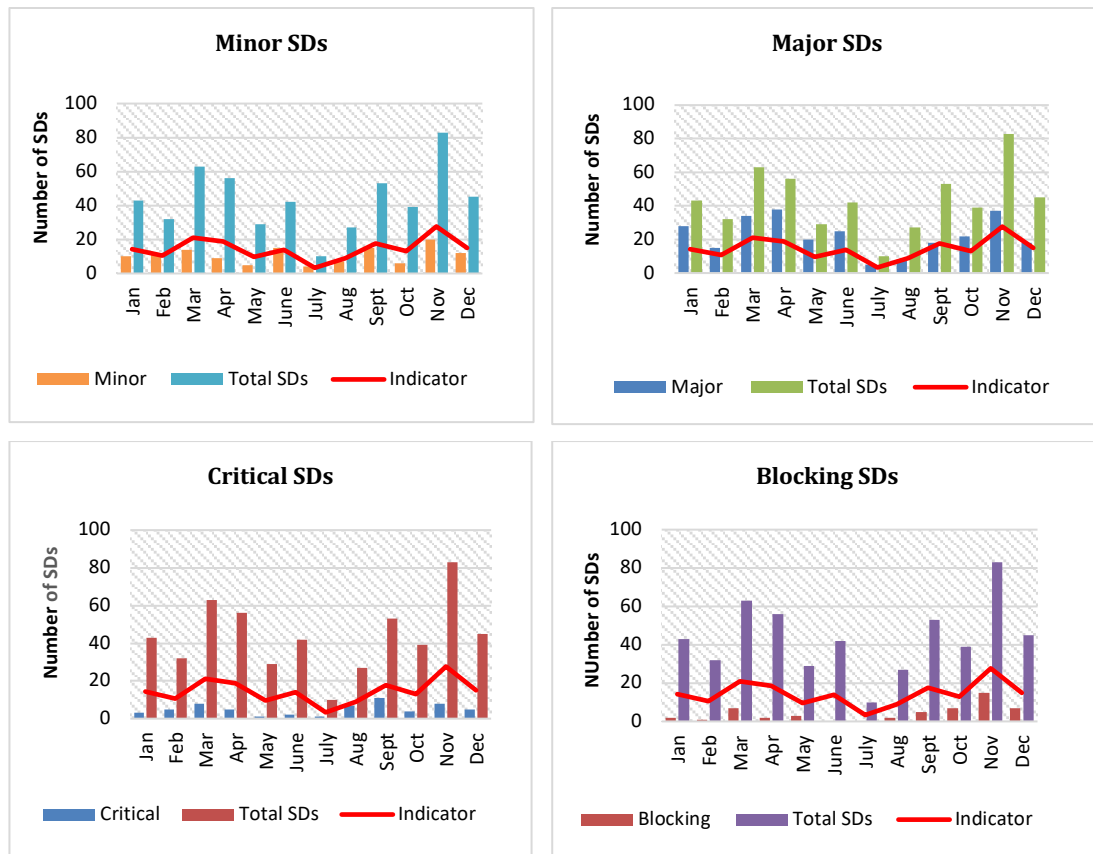 Minor SDs
Number of SDs
100
80
60
40
20
0
Jan Feb Mar Apr May June July Aug Sept Oct Nov Dec
Minor Total SDs Indicator
Major SDs
Number of SDs
100
80
60
40
20
0
Jan Feb Mar Apr May June July Aug Sept Oct Nov Dec
Major Total SDs Indicator
Critical SDs
Number of SDs
100
80
60
40
20
0
Jan Feb Mar Apr May June July Aug Sept Oct Nov Dec
Critical Total SDs Indicator
Blocking SDs
NUmber of SDs
100
80
60
40
20
0
Jan Feb Mar Apr May June July Aug Sept Oct Nov Dec
Blocking Total SDs Indicator